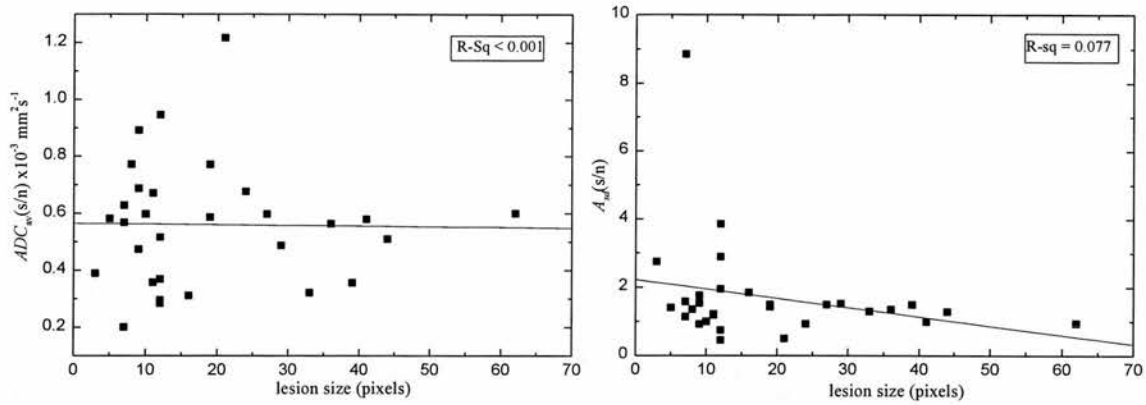 1.2
1.0
0.8
0.6
0.4
0.2
ADCav(s/n) x10-3 mm2s-1
R-Sq < 0.001
0 10 20 30 40 50 60 70
lesion size (pixels)
10
8
6
4
2
0
Asd(s/n)
R-sq = 0.077
0 10 20 30 40 50 60 70
lesion size (pixels)